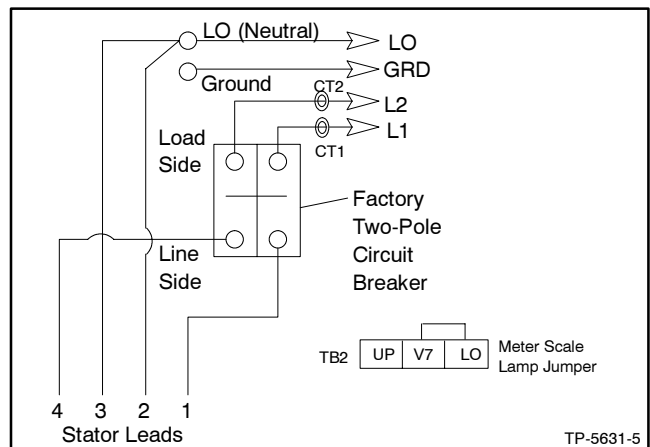 LO (Neutral)
LO
GRD
Ground
CT2
L2
L1
CT1
Load
Side
Factory
Two-Pole
Circuit
Breaker
Line
Side
TB2
UP
V7
LO
Meter Scale
Lamp Jumper
4
3
2
1
Stator Leads
TP-5631-5